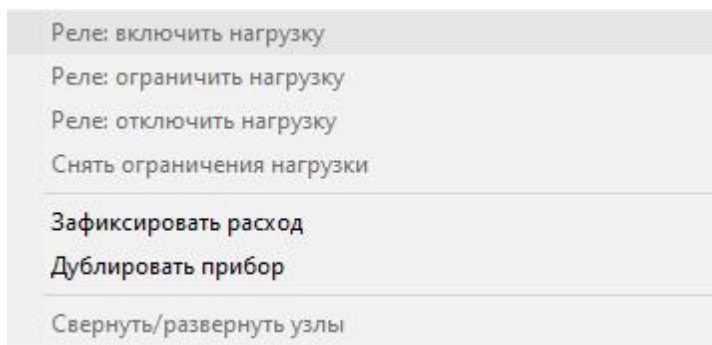 Реле: включить нагрузку
Реле: ограничить нагрузку
Реле: отключить нагрузку
Снять ограничения нагрузки
Зафиксировать расход
Дублировать прибор
Свернуть/развернуть узлы